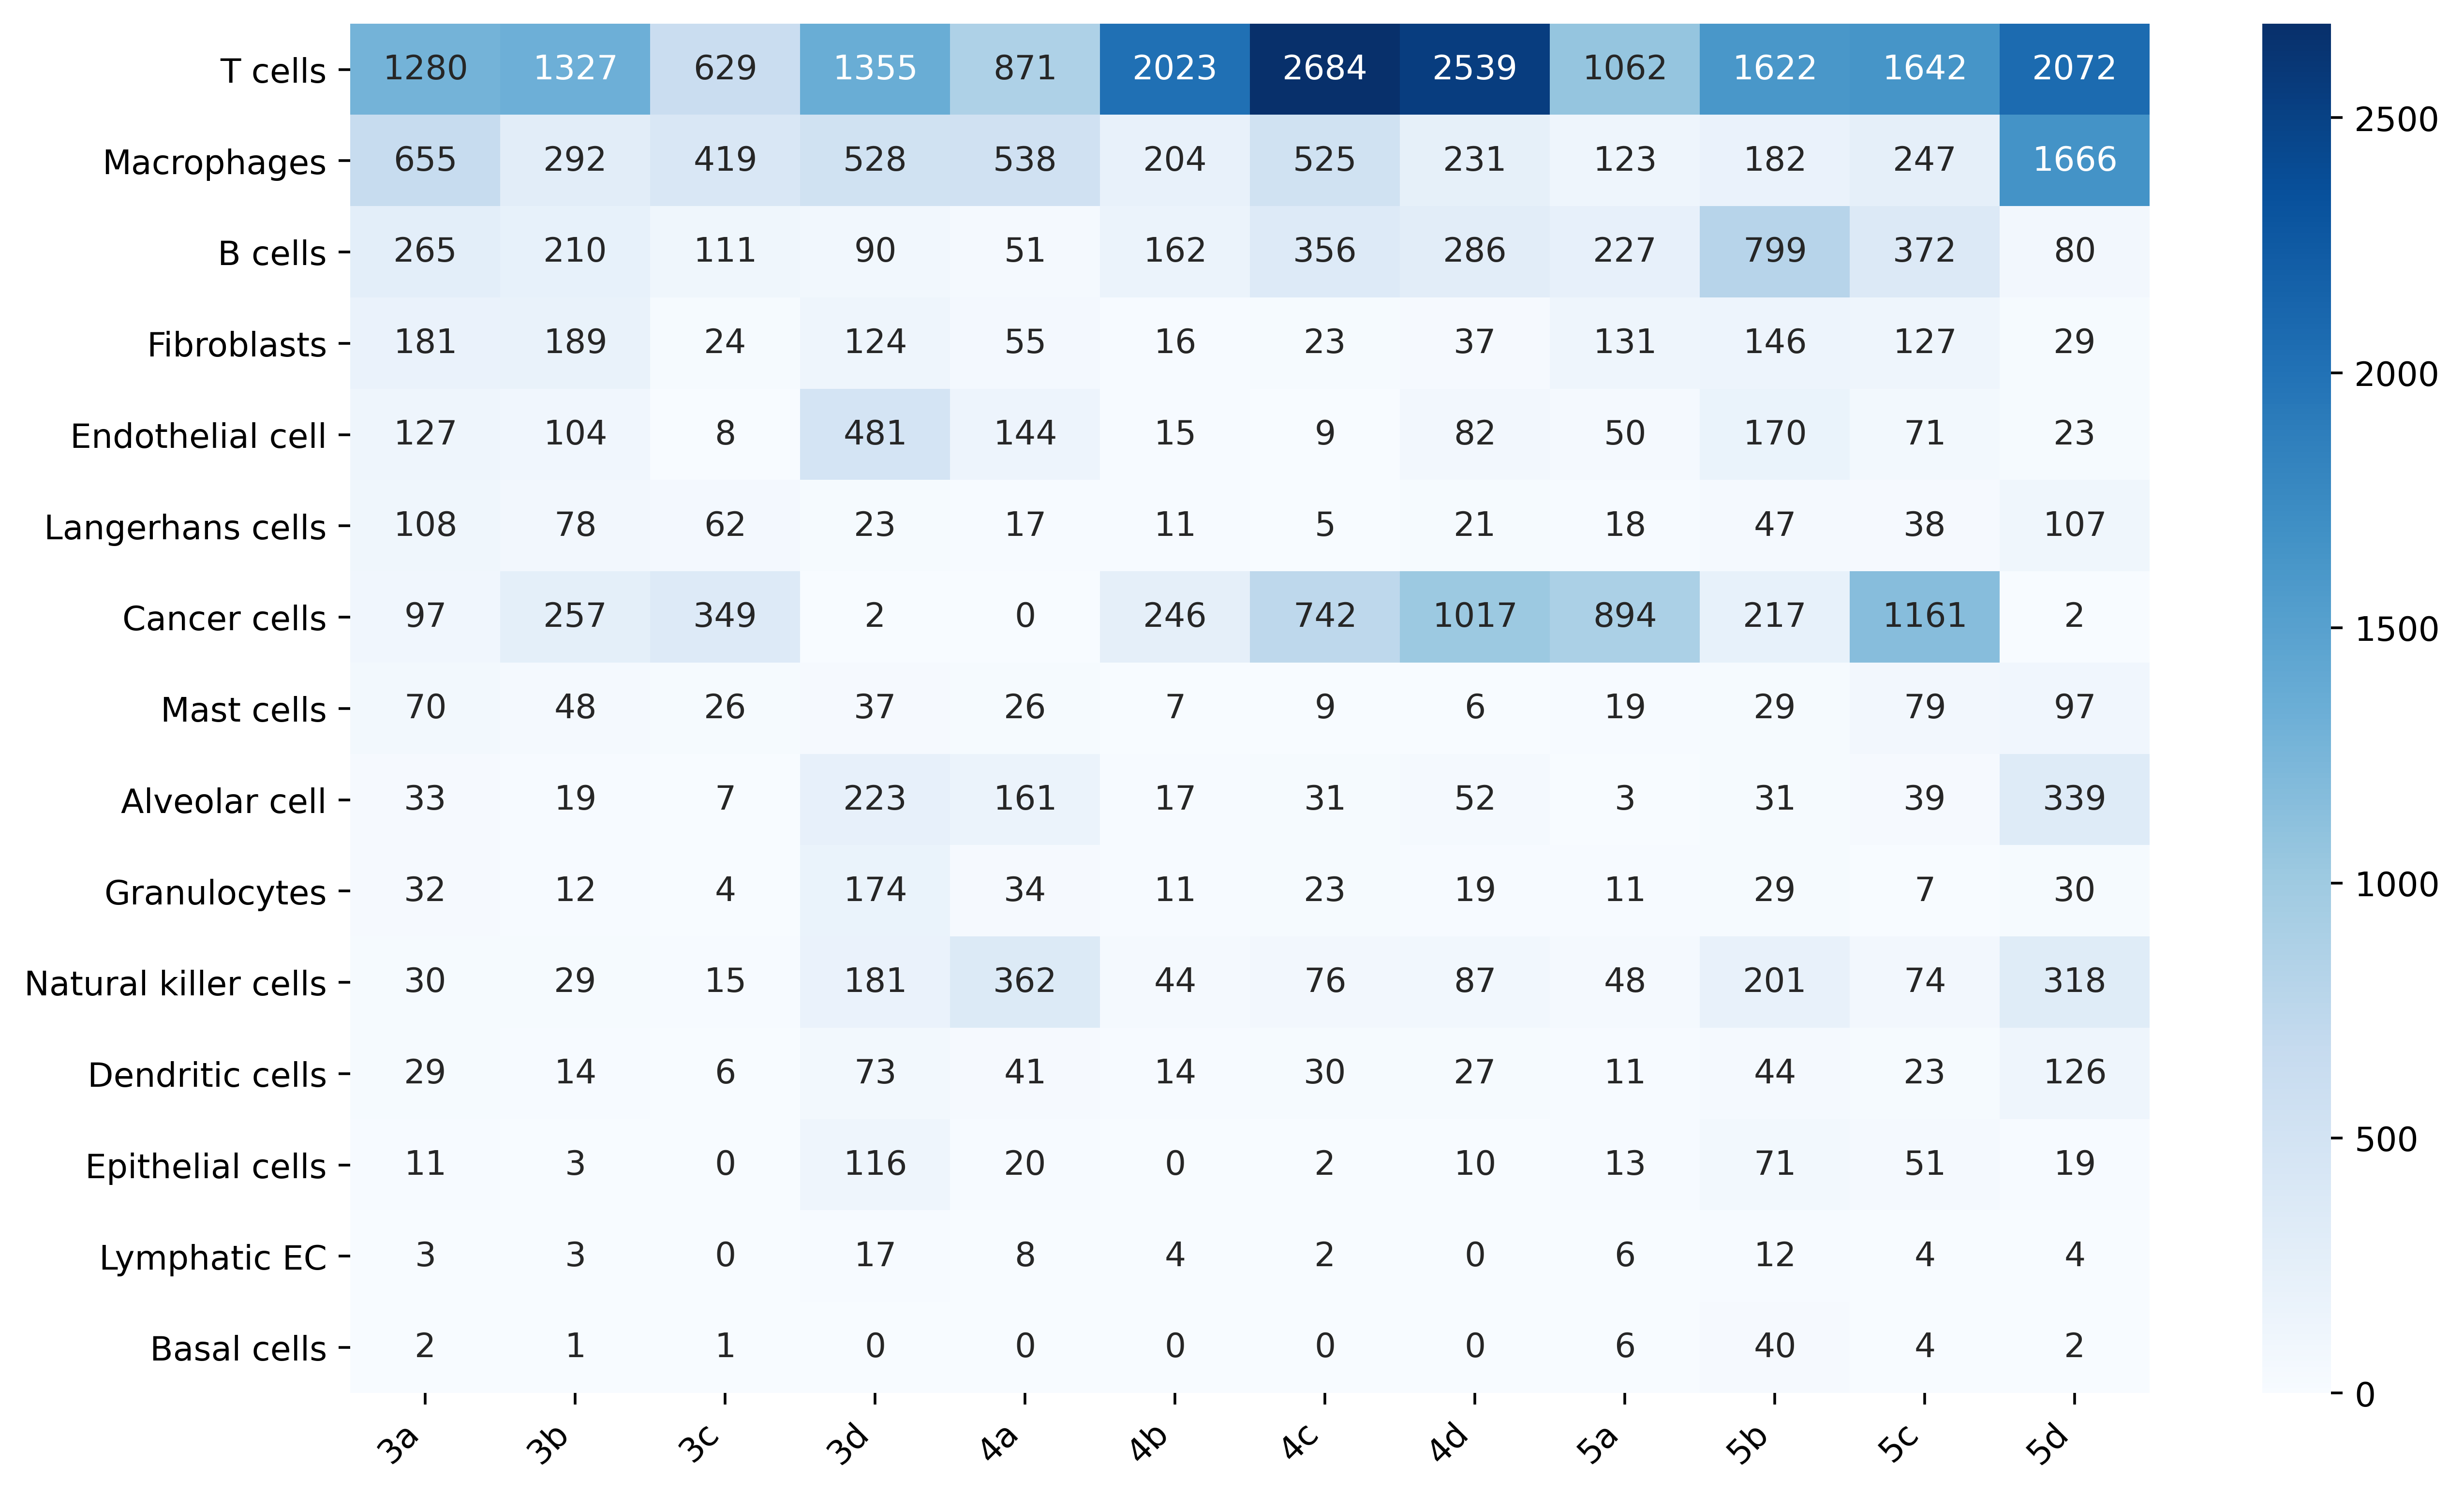 T cells 1280 1327 629 1355 871 2023 2684 2539 1062 1622 1642 2072
Macrophages 655 292 419 528 538 204 525 231 123 182 247 1666
B cells 265 210 111 90 51 162 356 286 227 799 372 80
Fibroblasts 181 189 24 124 55 16 23 37 131 146 127 29
Endothelial cell 127 104 8 481 144 15 9 82 50 170 71 23
Langerhans cells 108 78 62 23 17 11 5 21 18 47 38 107
Cancer cells 97 257 349 2 0 246 742 1017 894 217 1161 2
Mast cells 70 48 26 37 26 7 9 6 19 29 79 97
Alveolar cell 33 19 7 223 161 17 31 52 3 31 39 339
Granulocytes 32 12 4 174 34 11 23 19 11 29 7 30
Natural killer cells 30 29 15 181 362 44 76 87 48 201 74 318
Dendritic cells 29 14 6 73 41 14 30 27 11 44 23 126
Epithelial cells 11 3 0 116 20 0 2 10 13 71 51 19
Lymphatic EC 3 3 0 17 8 4 2 0 6 12 4 4
Basal cells 2 1 1 0 0 0 0 0 6 40 4 2
3a 3b 3c 3d 4a 4b 4c 4d 5a 5b 5c 5d
2500
2000
1500
1000
500
0